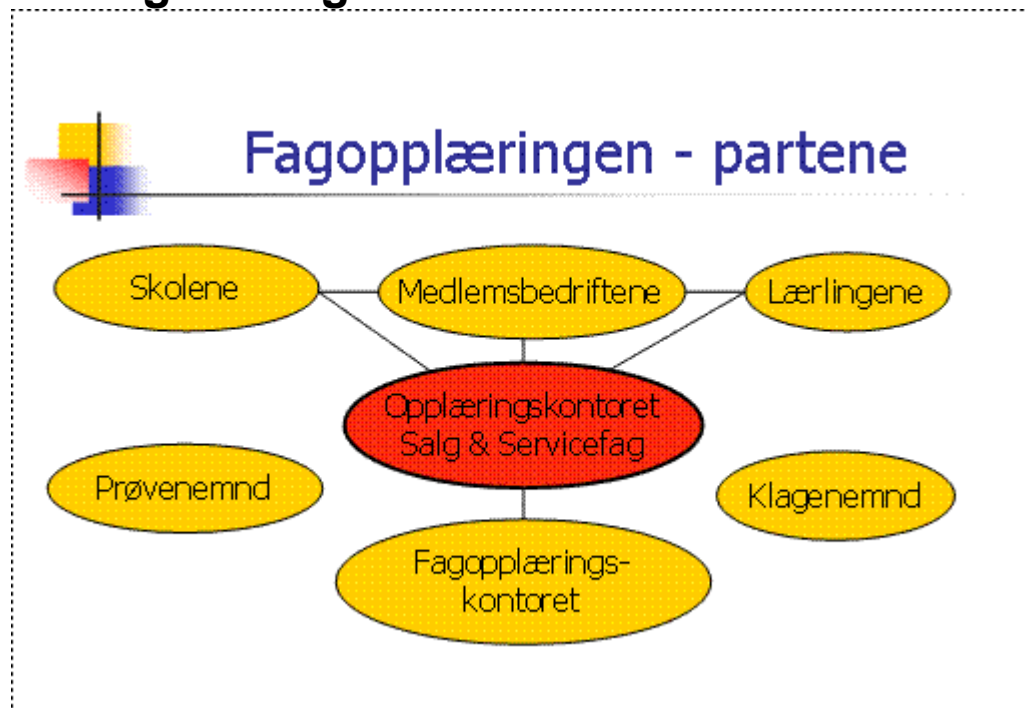 Fagopplæringen - partene
Skolene
Medlemsbedriftene
Lærlingene
Opplæringskontoret
Salg & Servicefag
Prøvenemnd
Klagenemnd
Fagopplærings-
kontoret